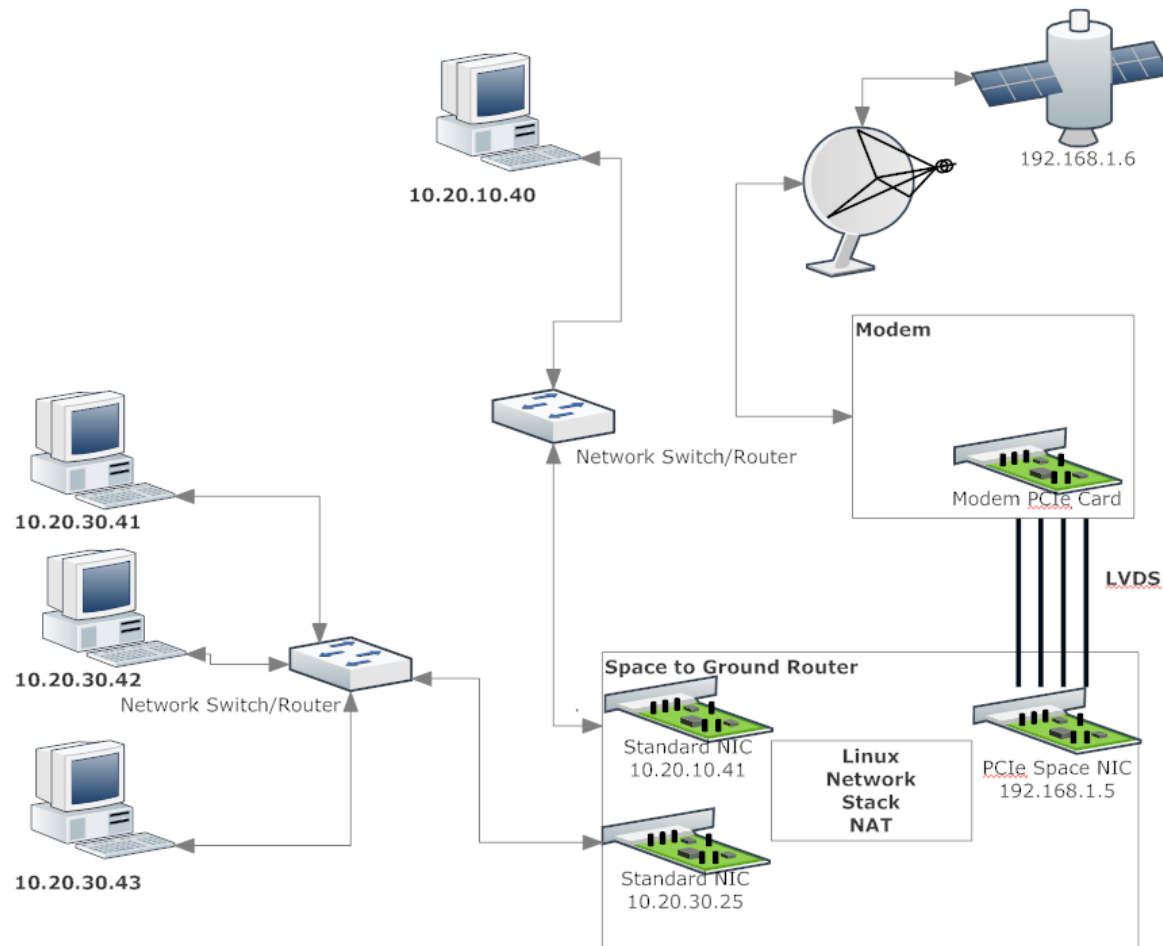 192.168.1.6
10.20.10.40
Modem
Network Switch/Router
Modem PCIe Card
10.20.30.41
LVDS
10.20.30.42
Network Switch/Router
Space to Ground Router
Standard NIC
10.20.10.41
Linux
Network
Stack
NAT
PCIe Space NIC
192.168.1.5
10.20.30.43
Standard NIC
10.20.30.25